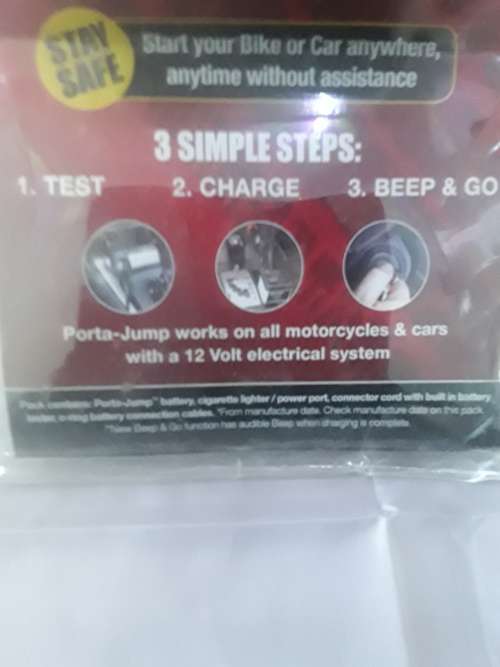 STAY
SAFE
Start your Bike or Car anywhere,
anytime without assistance
3 SIMPLE STEPS:
1. TEST 2. CHARGE 3. BEEP & GO
Porta-Jump works on all motorcycles & cars
with a 12 Volt electrical system
Pack contains: Porta-Jump™ battery, cigarette lighter / power port, connector cord with built in battery
tester, o-ring battery connection cables. *From manufacture date. Check manufacture date on this pack
**New Beep & Go function has audible Beep when charging is complete.